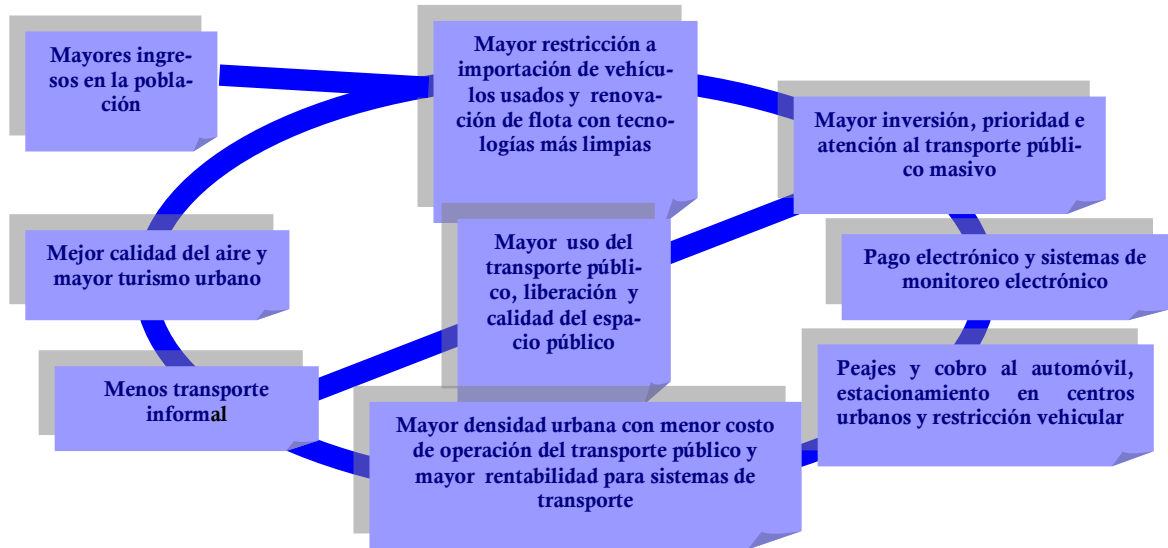 Mayores ingre-
sos en la pobla-
ción
Mayor restricción a
importación de vehícu-
los usados y renova-
ción de flota con tecno-
logías más limpias
Mayor inversión, prioridad e
atención al transporte públi-
co masivo
Mejor calidad del aire y
mayor turismo urbano
Mayor uso del
transporte públi-
co, liberación y
calidad del espa-
cio público
Pago electrónico y sistemas de
monitoreo electrónico
Menos transporte
informal
Mayor densidad urbana con menor costo
de operación del transporte público y
mayor rentabilidad para sistemas de
transporte
Peajes y cobro al automóvil,
estacionamiento en centros
urbanos y restricción vehicular